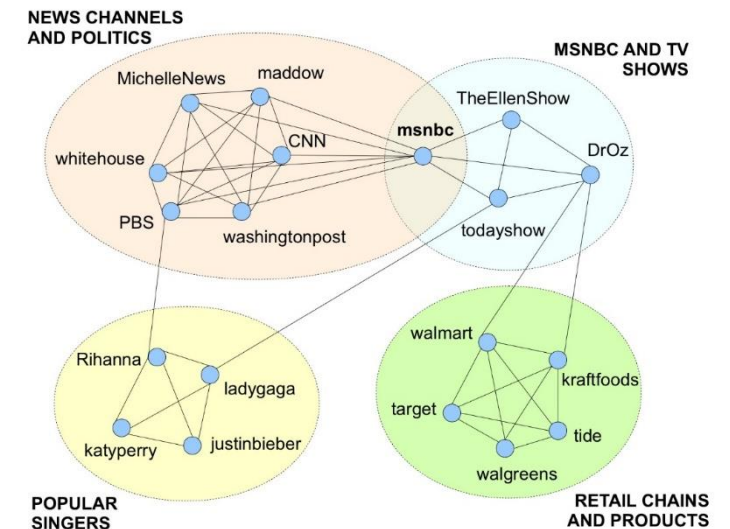 NEWS CHANNELS
AND POLITICS
MSNBC AND TV
SHOWS
MichelleNews
maddow
TheEllenShow
msnbc
CNN
DrOz
whitehouse
PBS
washingtonpost
todayshow
walmart
Rihanna
ladygaga
kraftfoods
target
tide
katyperry
justinbieber
walgreens
POPULAR
SINGERS
RETAIL CHAINS
AND PRODUCTS